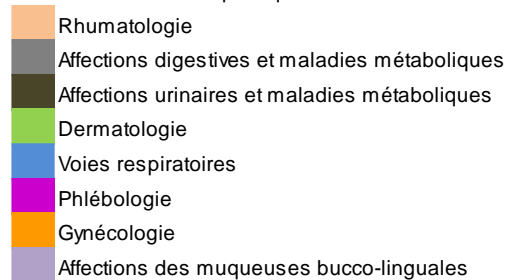 Rhumatologie
Affections digestives et maladies métaboliques
Affections urinaires et maladies métaboliques
Dermatologie
Voies respiratoires
Phlébologie
Gynécologie
Affections des muqueuses bucco-linguales